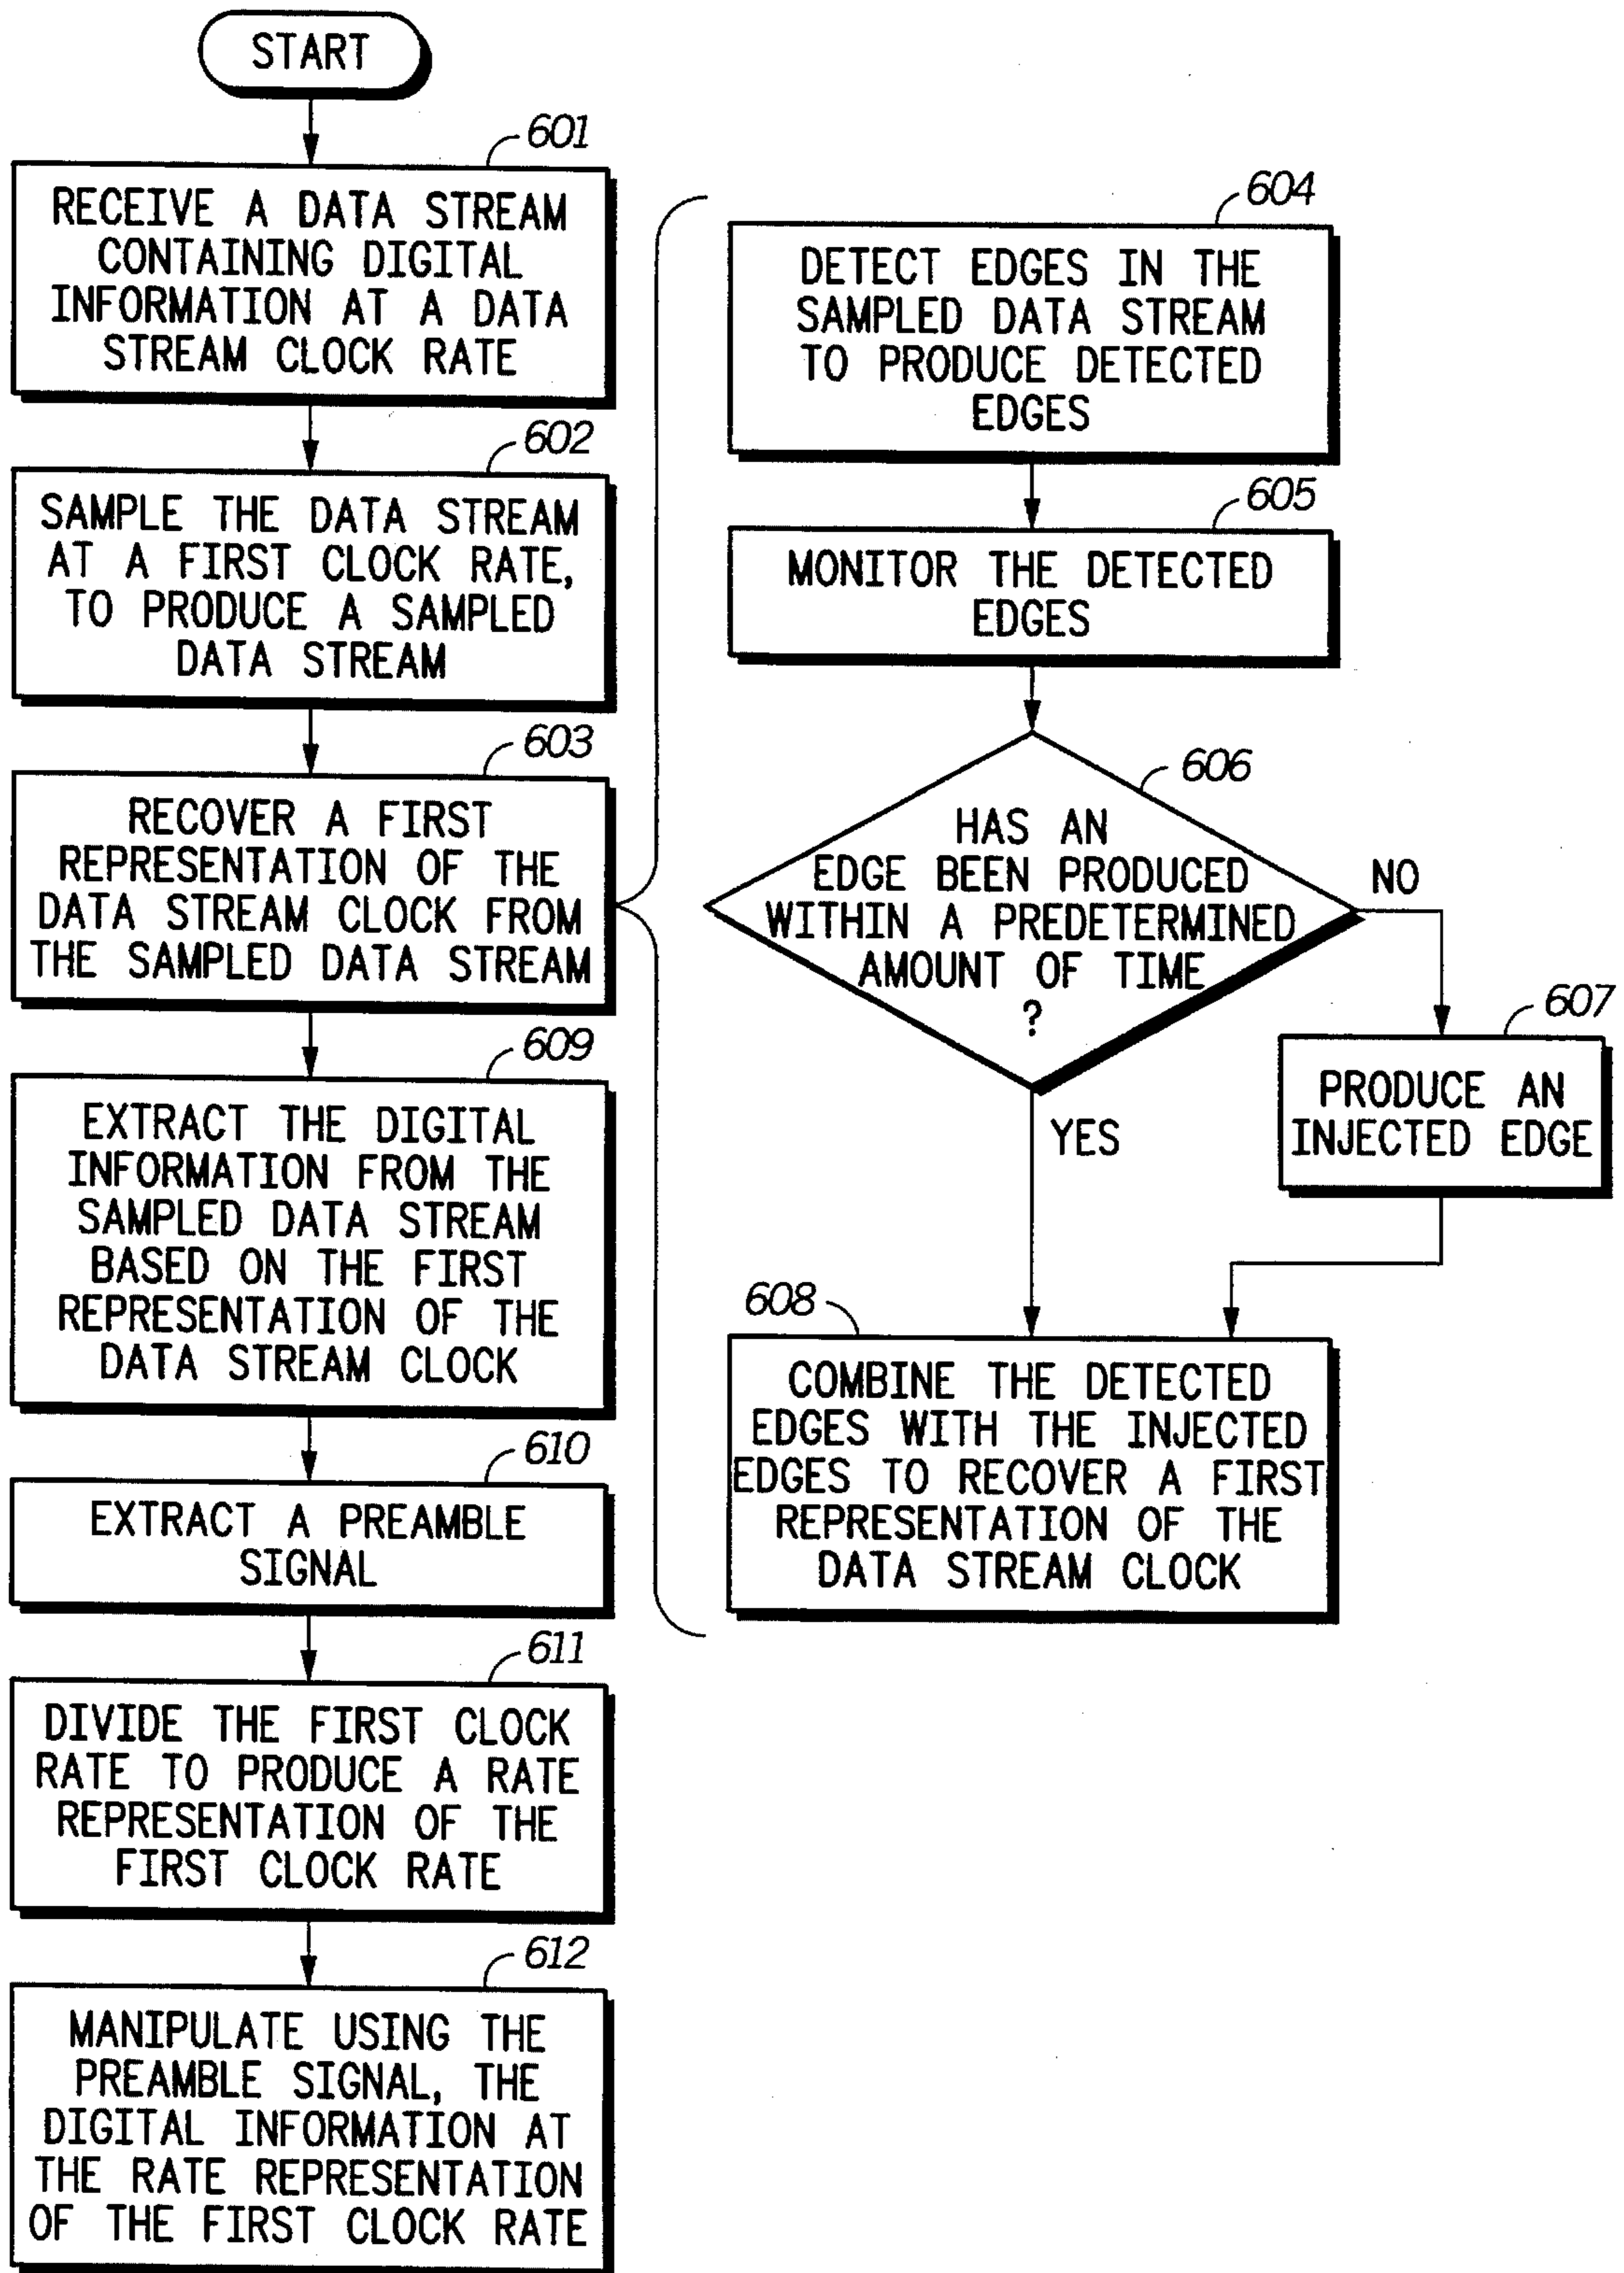 START
601
RECEIVE A DATA STREAM
CONTAINING DIGITAL
INFORMATION AT A DATA
STREAM CLOCK RATE
602
SAMPLE THE DATA STREAM
AT A FIRST CLOCK RATE,
TO PRODUCE A SAMPLED
DATA STREAM
603
RECOVER A FIRST
REPRESENTATION OF THE
DATA STREAM CLOCK FROM
THE SAMPLED DATA STREAM
604
DETECT EDGES IN THE
SAMPLED DATA STREAM
TO PRODUCE DETECTED
EDGES
605
MONITOR THE DETECTED
EDGES
606
HAS AN
EDGE BEEN PRODUCED
WITHIN A PREDETERMINED
AMOUNT OF TIME
?
NO
YES
607
PRODUCE AN
INJECTED EDGE
608
COMBINE THE DETECTED
EDGES WITH THE INJECTED
EDGES TO RECOVER A FIRST
REPRESENTATION OF THE
DATA STREAM CLOCK
609
EXTRACT THE DIGITAL
INFORMATION FROM THE
SAMPLED DATA STREAM
BASED ON THE FIRST
REPRESENTATION OF THE
DATA STREAM CLOCK
610
EXTRACT A PREAMBLE
SIGNAL
611
DIVIDE THE FIRST CLOCK
RATE TO PRODUCE A RATE
REPRESENTATION OF THE
FIRST CLOCK RATE
612
MANIPULATE USING THE
PREAMBLE SIGNAL, THE
DIGITAL INFORMATION AT
THE RATE REPRESENTATION
OF THE FIRST CLOCK RATE